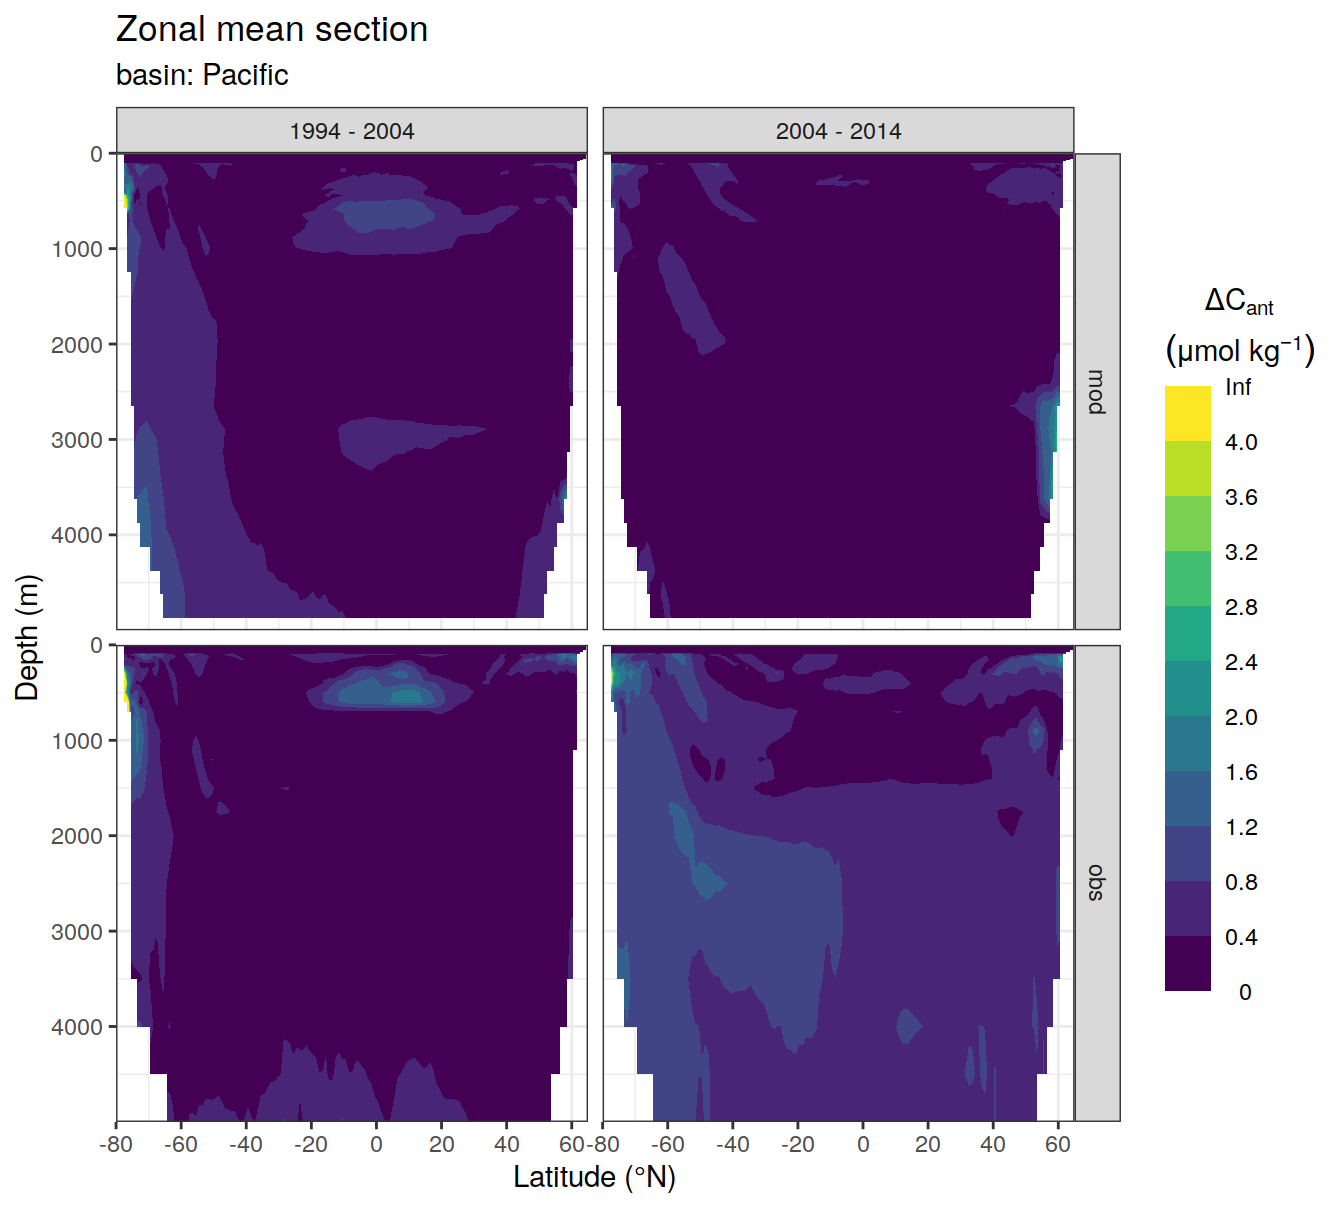 Zonal mean section
basin: Pacific
1994 - 2004
2004 - 2014
0
1000
2000
3000
4000
mod
0
1000
2000
3000
4000
obs
-80 -60 -40 -20 0 20 40 60
-80 -60 -40 -20 0 20 40 60
Latitude (°N)
Depth (m)
ΔCant
(μmol kg⁻¹)
Inf
4.0
3.6
3.2
2.8
2.4
2.0
1.6
1.2
0.8
0.4
0